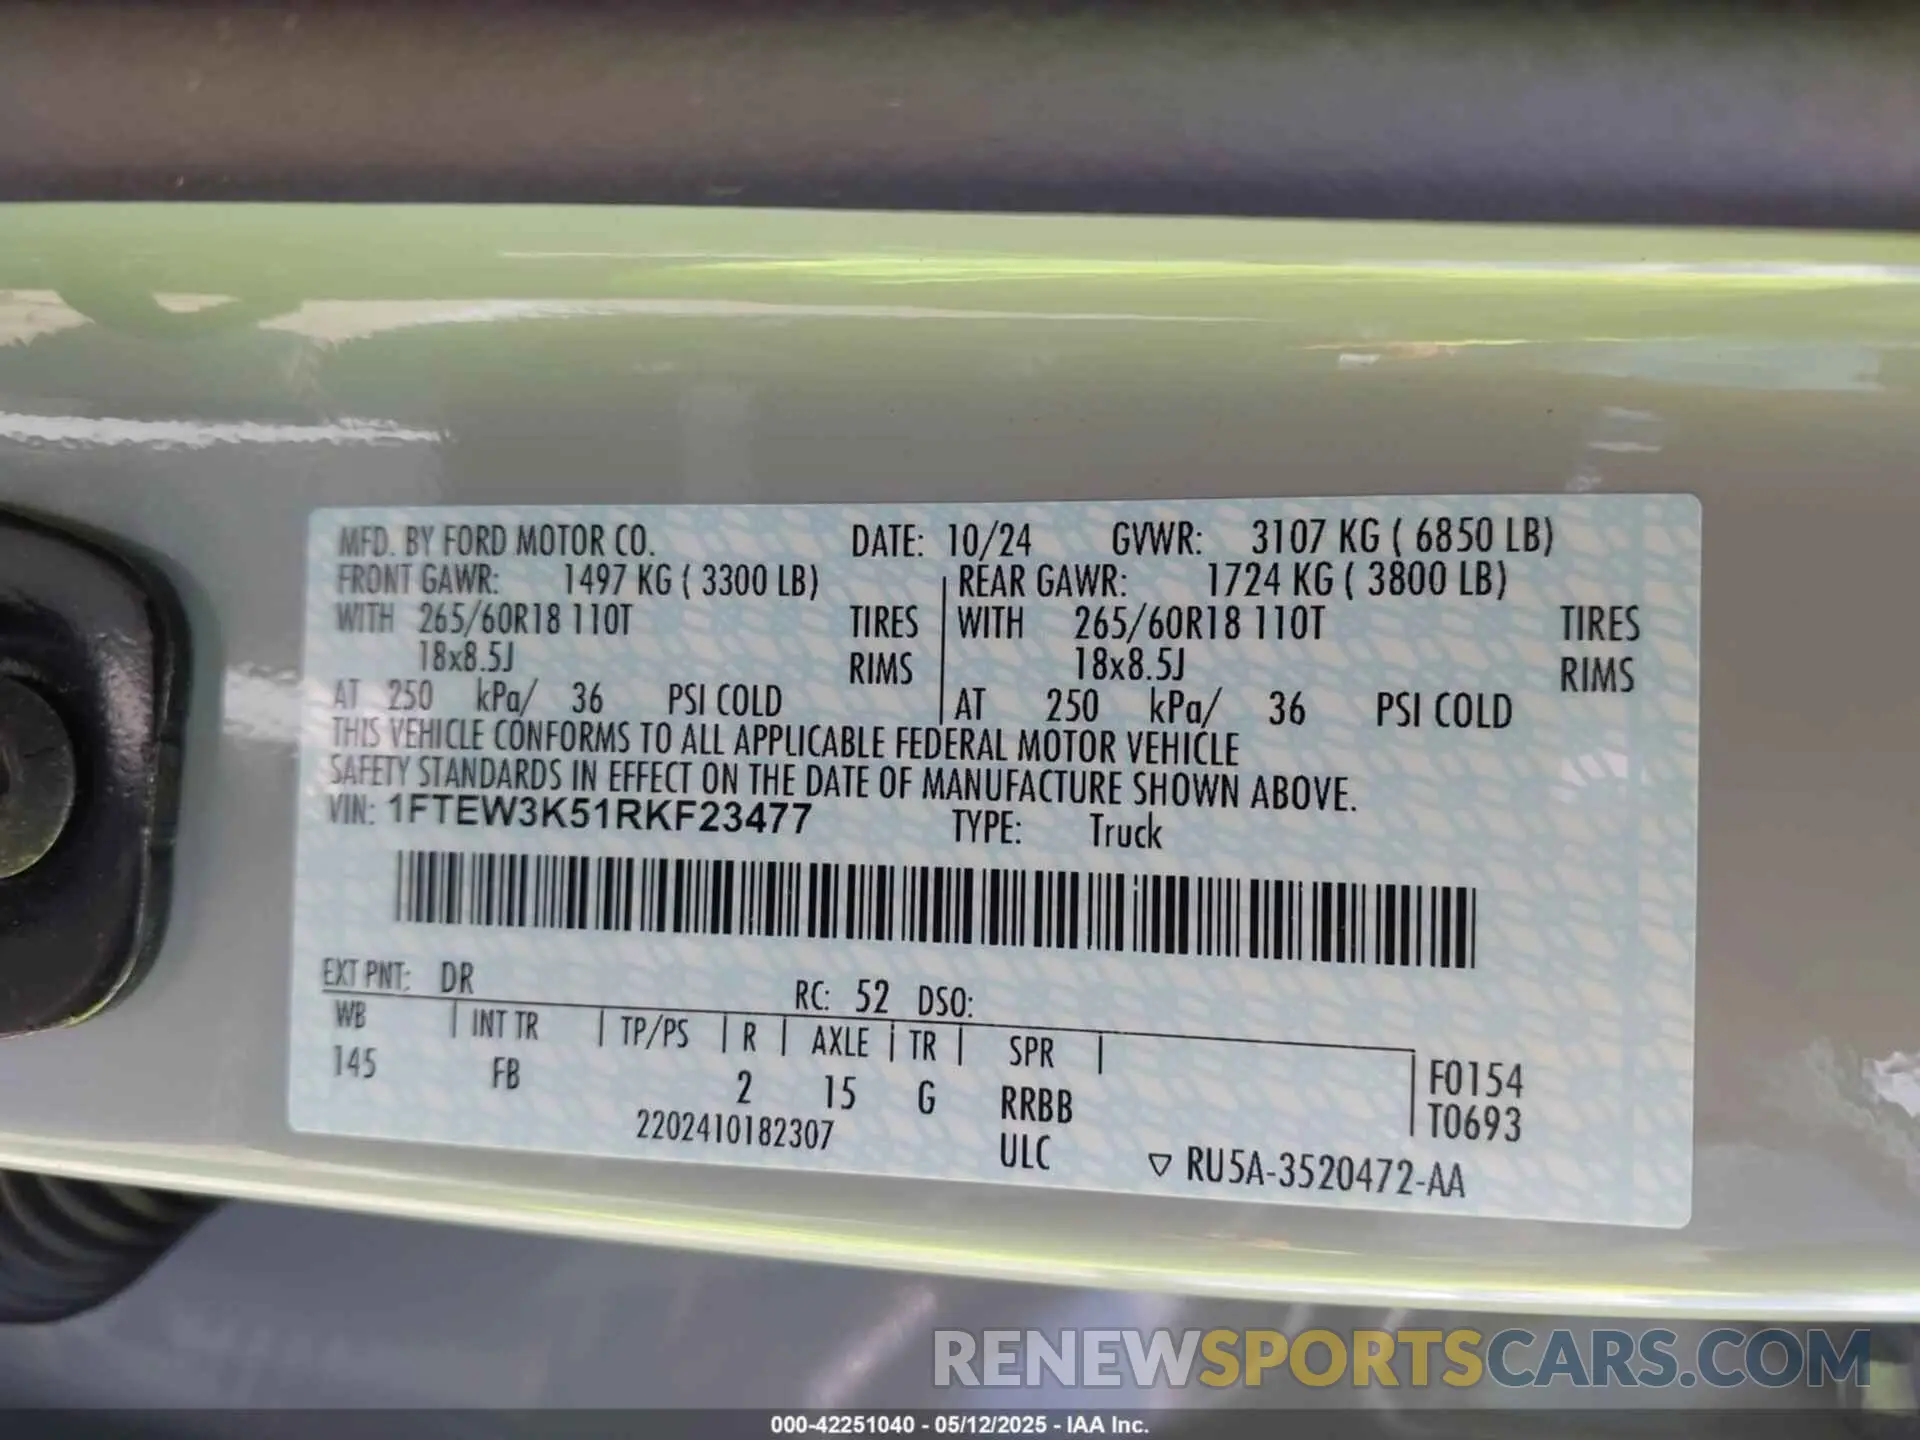 MFD. BY FORD MOTOR CO. DATE: 10/24 GVWR: 3107 KG ( 6850 LB)
FRONT GAWR: 1497 KG ( 3300 LB) REAR GAWR: 1724 KG ( 3800 LB)
WITH 265/60R18 110T TIRES WITH 265/60R18 110T TIRES
18x8.5J RIMS 18x8.5J RIMS
AT 250 kPa/ 36 PSI COLD AT 250 kPa/ 36 PSI COLD
THIS VEHICLE CONFORMS TO ALL APPLICABLE FEDERAL MOTOR VEHICLE
SAFETY STANDARDS IN EFFECT ON THE DATE OF MANUFACTURE SHOWN ABOVE.
VIN: 1FTEW3K51RKF23477 TYPE: Truck
EXT PNT: DR RC: 52 DSO:
WB INT TR TP/PS R AXLE TR SPR F0154
145 FB 2 15 G RRBB T0693
2202410182307 ULC ▽ RU5A-3520472-AA
RENEWSPORTSCARS.COM
000-42251040 - 05/12/2025 - IAA Inc.